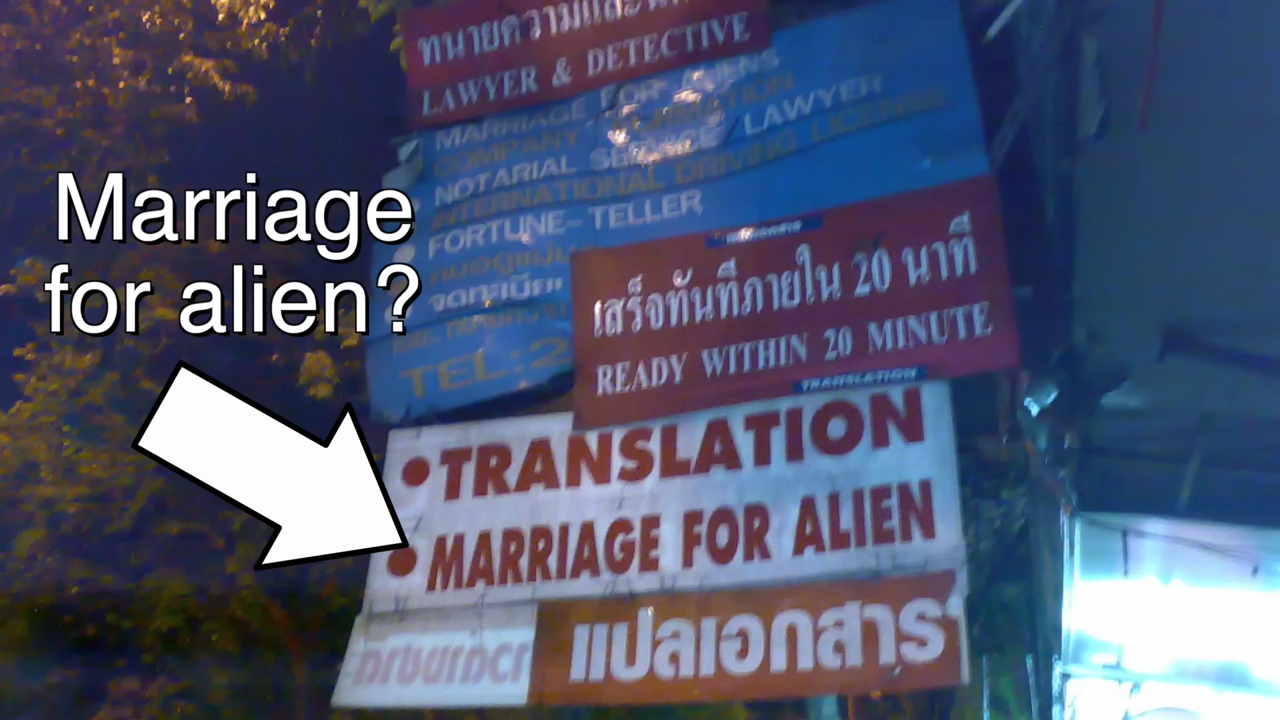 ทนายความและ
LAWYER & DETECTIVE
MARRIAGE FOR ALIENS
COMPANY
NOTARIAL SERVICE LAWYER
INTERNATIONAL DRIVING LICENSE
FORTUNE-TELLER
TEL:2
เสร็จทันทีภายใน 20 นาที
READY WITHIN 20 MINUTE
TRANSLATION
Marriage
for alien?
• TRANSLATION
• MARRIAGE FOR ALIEN
แปลเอกสาร